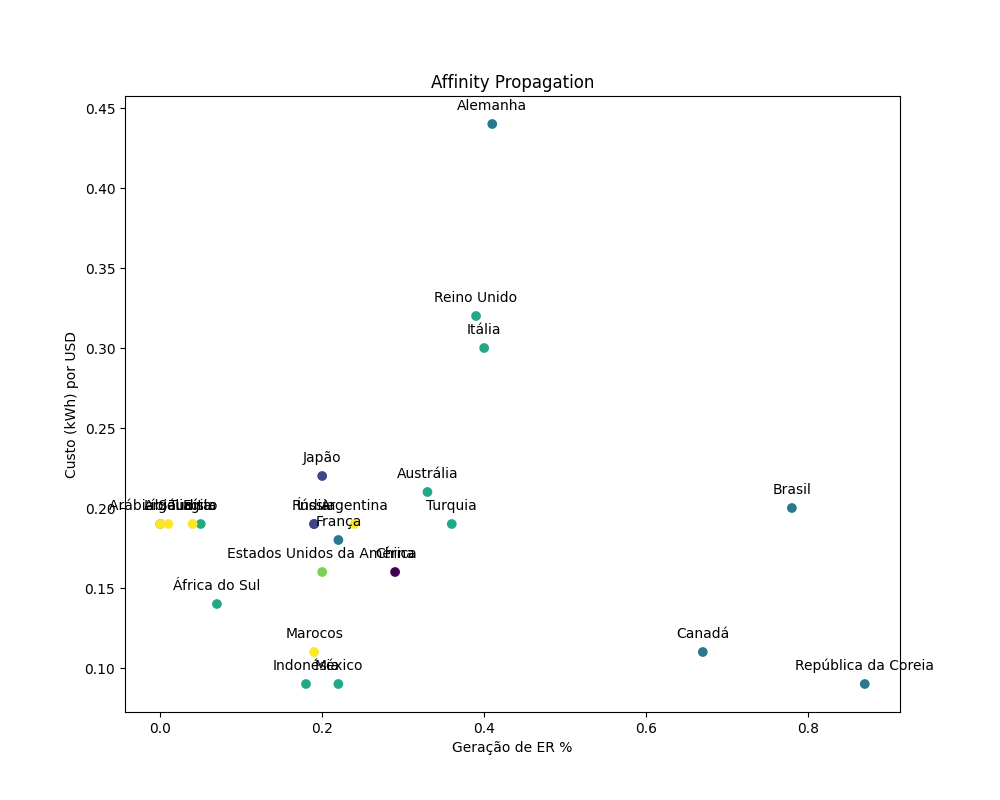 Affinity Propagation
Alemanha
0.45
0.40
0.35
Reino Unido
Itália
0.30
0.25
Japão
Austrália
Brasil
0.20
Argentina
Turquia
França
Estados Unidos da América
China
0.15
África do Sul
Marocos
Canadá
0.10
Indonésia
México
República da Coreia
Custo (kWh) por USD
0.0
0.2
0.4
0.6
0.8
Geração de ER %